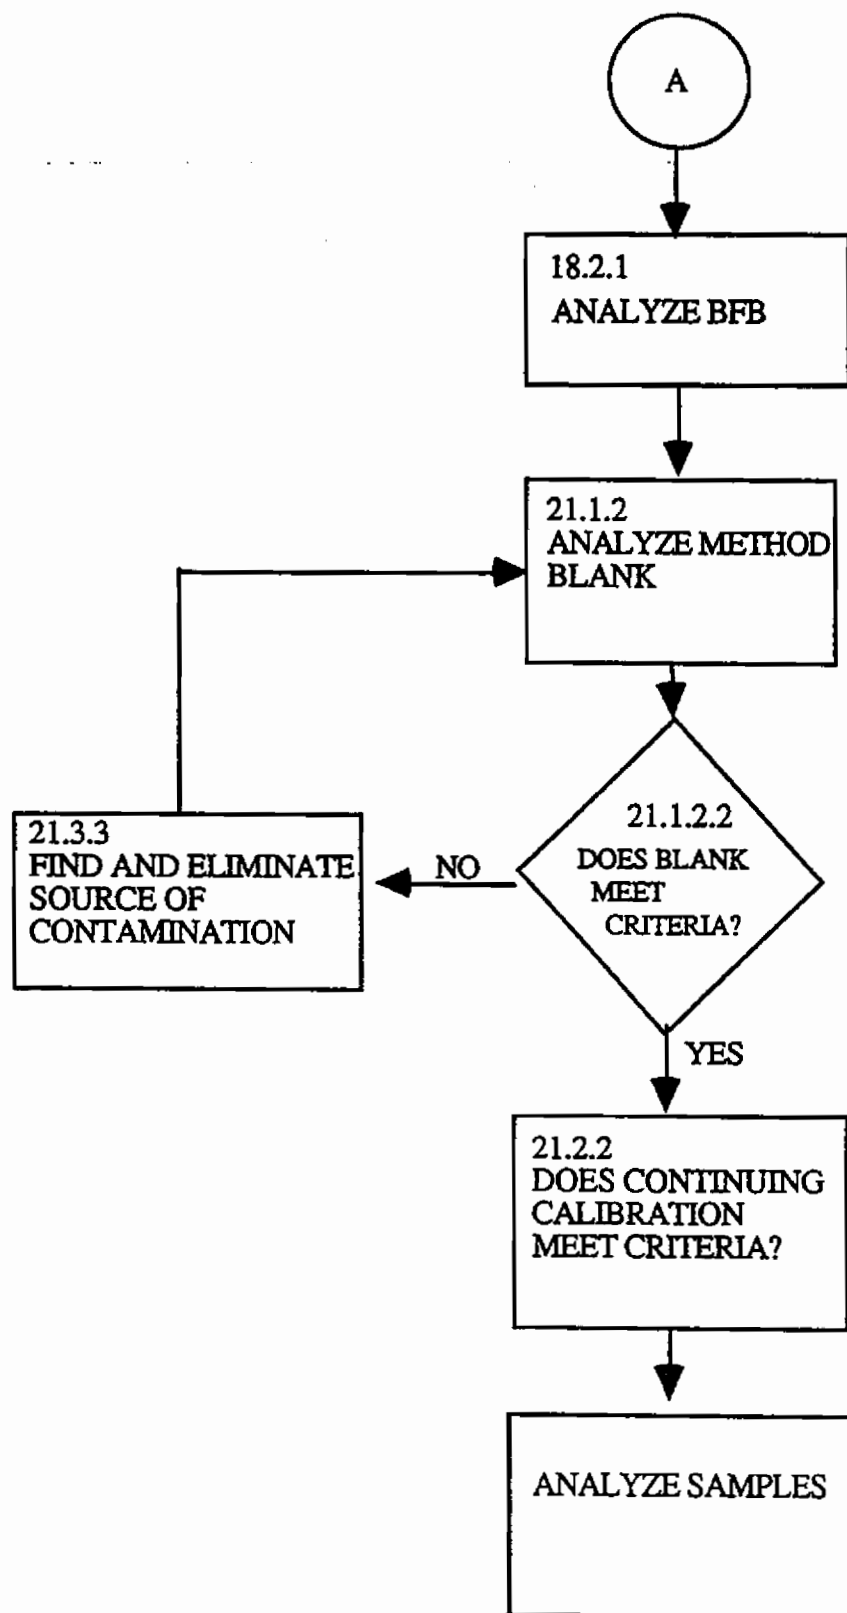 A
18.2.1
ANALYZE BFB
21.1.2
ANALYZE METHOD
BLANK
21.1.2.2
DOES BLANK
MEET
CRITERIA?
NO
21.3.3
FIND AND ELIMINATE
SOURCE OF
CONTAMINATION
YES
21.2.2
DOES CONTINUING
CALIBRATION
MEET CRITERIA?
ANALYZE SAMPLES